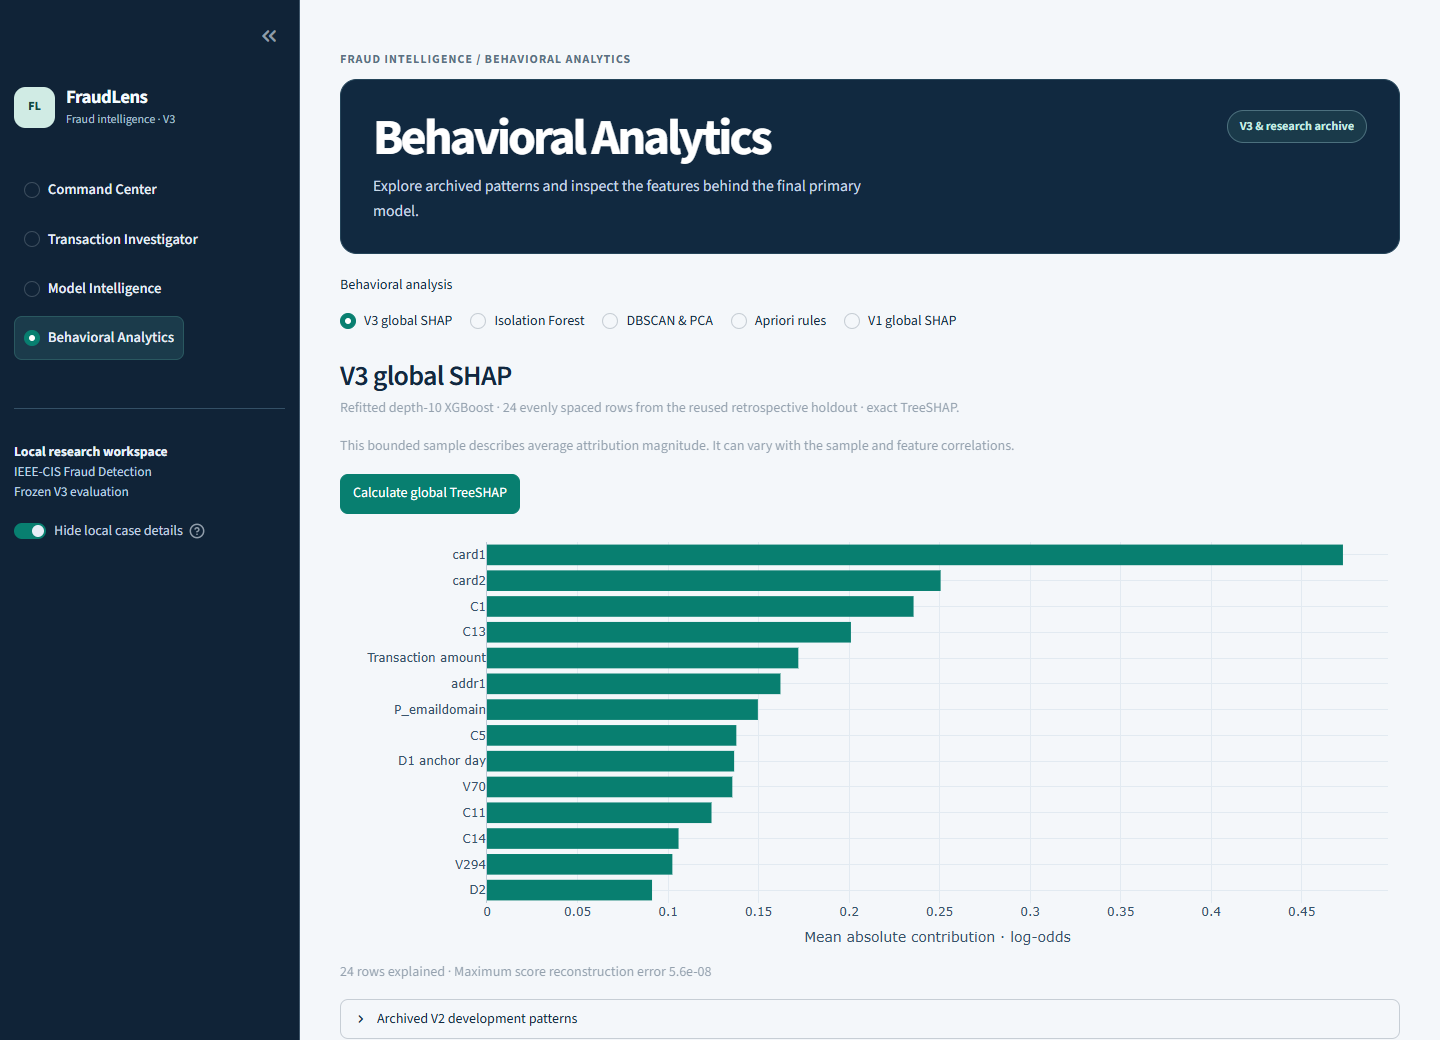 FL
FraudLens
Fraud intelligence · V3
Command Center
Transaction Investigator
Model Intelligence
Behavioral Analytics
Local research workspace
IEEE-CIS Fraud Detection
Frozen V3 evaluation
Hide local case details
FRAUD INTELLIGENCE / BEHAVIORAL ANALYTICS
Behavioral Analytics
V3 & research archive
Explore archived patterns and inspect the features behind the final primary
model.
Behavioral analysis
V3 global SHAP Isolation Forest DBSCAN & PCA Apriori rules V1 global SHAP
V3 global SHAP
Refitted depth-10 XGBoost · 24 evenly spaced rows from the reused retrospective holdout · exact TreeSHAP.
This bounded sample describes average attribution magnitude. It can vary with the sample and feature correlations.
Calculate global TreeSHAP
card1
card2
C1
C13
Transaction amount
addr1
P_emaildomain
C5
D1 anchor day
V70
C11
C14
V294
D2
0 0.05 0.1 0.15 0.2 0.25 0.3 0.35 0.4 0.45
Mean absolute contribution · log-odds
24 rows explained · Maximum score reconstruction error 5.6e-08
Archived V2 development patterns